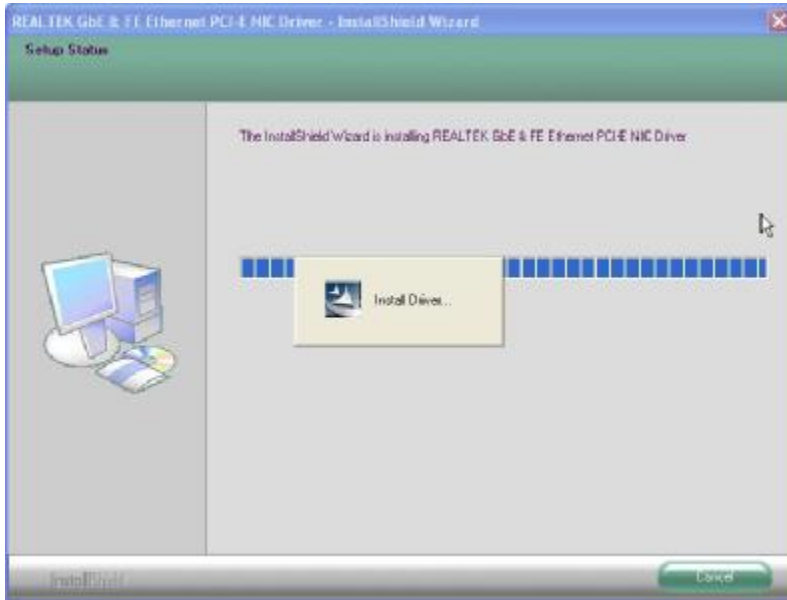 REALTEK GbE & FE Ethernet PCI-E NIC Driver - InstallShield Wizard
Setup Status
The InstallShield Wizard is installing REALTEK GbE & FE Ethernet PCI-E NIC Driver
Install Driver...
InstallShield
Cancel